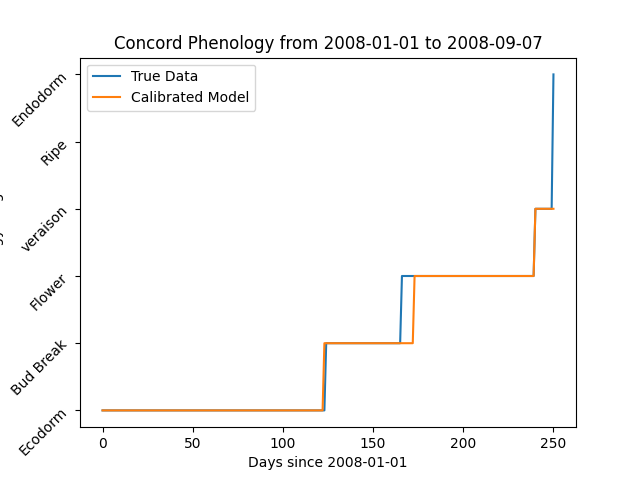 Concord Phenology from 2008-01-01 to 2008-09-07
True Data
Calibrated Model
Endodorm
Ripe
veraison
Flower
Bud Break
Ecodorm
0 50 100 150 200 250
Days since 2008-01-01